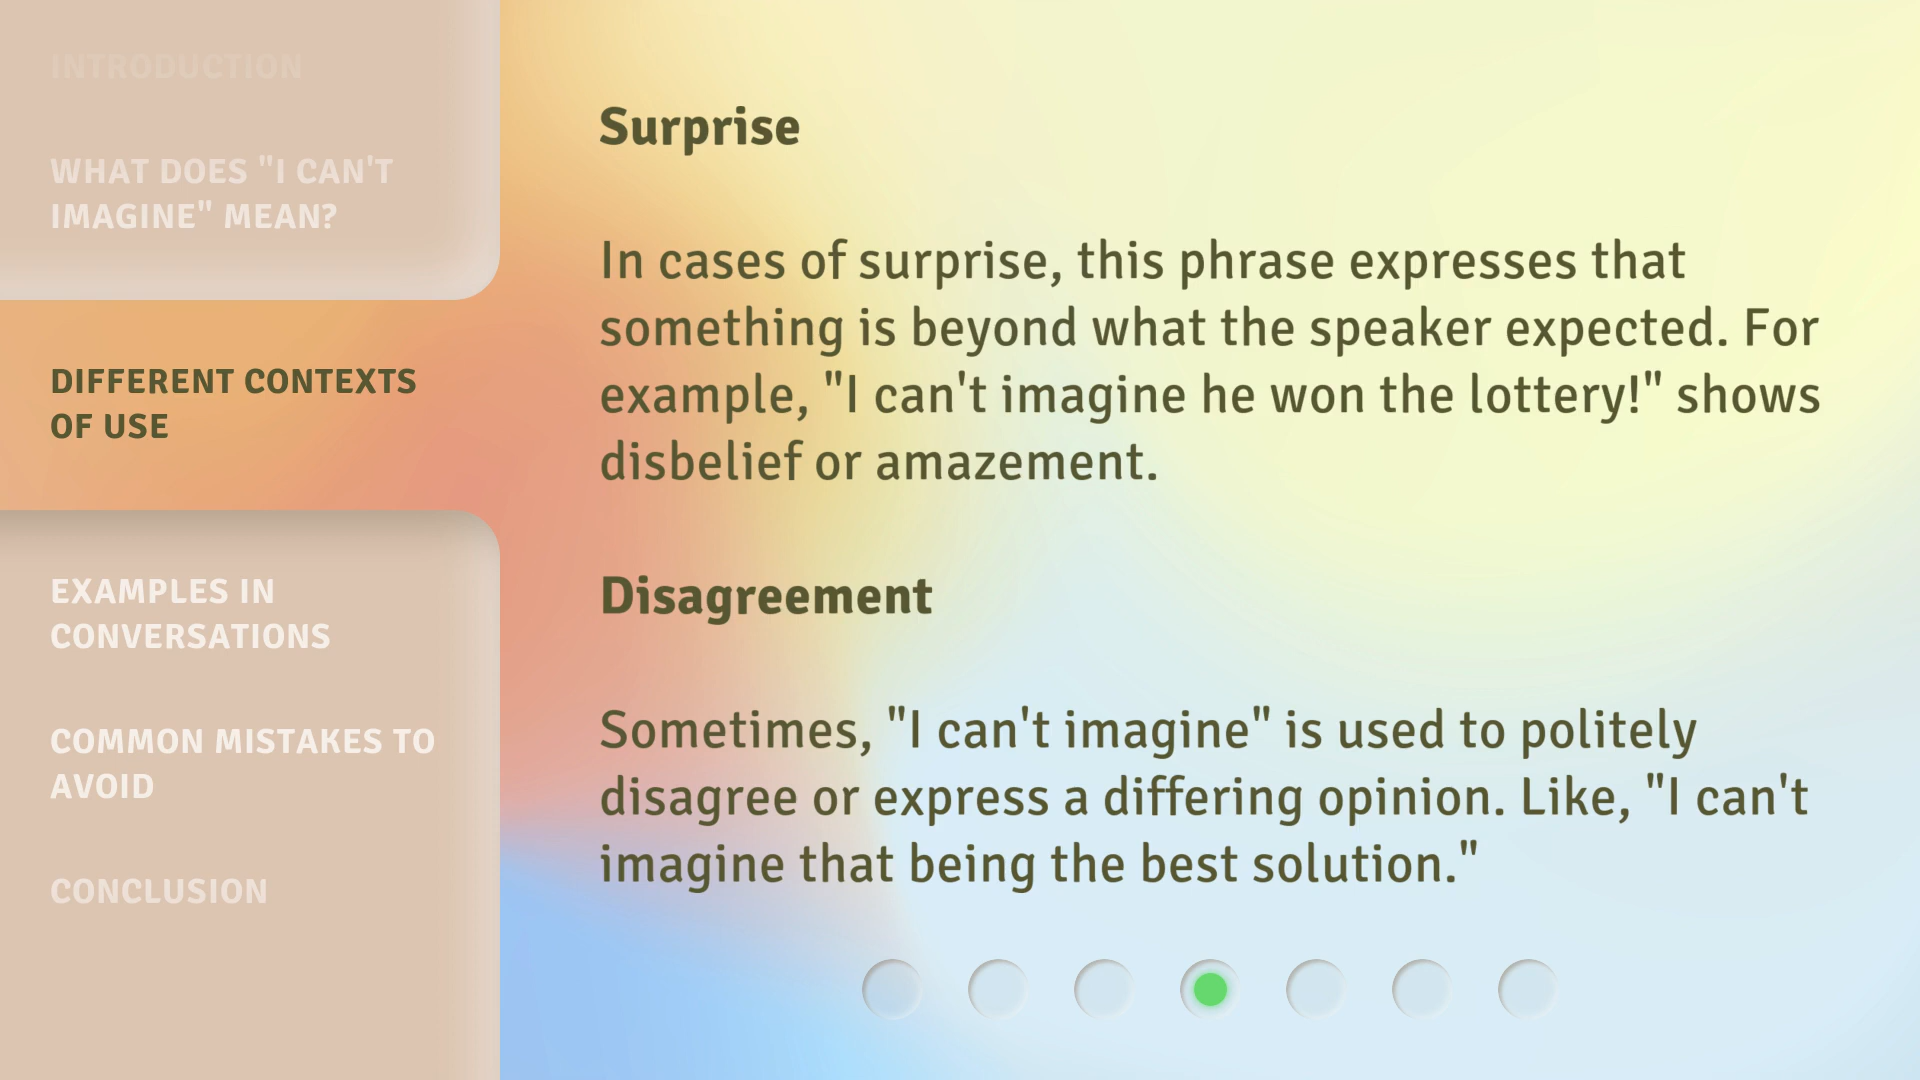 INTRODUCTION
WHAT DOES "I CAN'T
IMAGINE" MEAN?
DIFFERENT CONTEXTS
OF USE
EXAMPLES IN
CONVERSATIONS
COMMON MISTAKES TO
AVOID
CONCLUSION
Surprise
In cases of surprise, this phrase expresses that
something is beyond what the speaker expected. For
example, "I can't imagine he won the lottery!" shows
disbelief or amazement.
Disagreement
Sometimes, "I can't imagine" is used to politely
disagree or express a differing opinion. Like, "I can't
imagine that being the best solution."